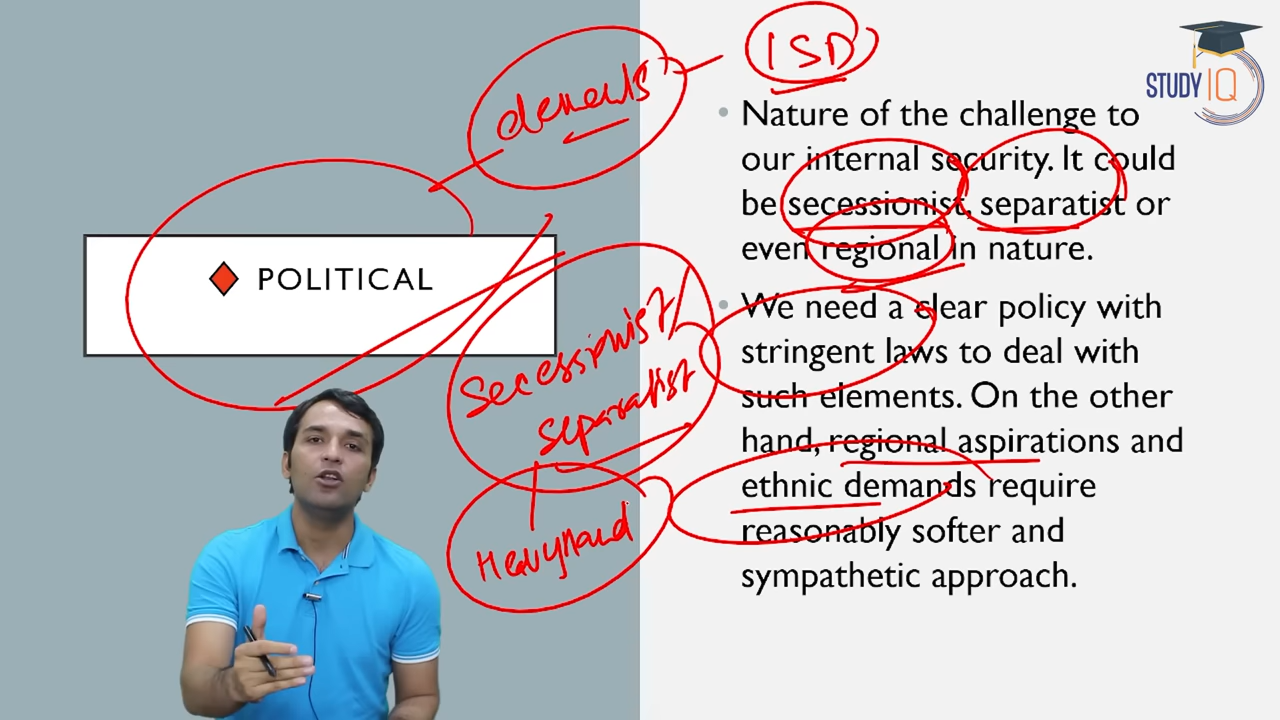 demands
ISD
STUDY IQ
Nature of the challenge to
our internal security. It could
be secessionist, separatist or
even regional in nature.
POLITICAL
We need a clear policy with
stringent laws to deal with
such elements. On the other
hand, regional aspirations and
ethnic demands require
reasonably softer and
sympathetic approach.
Secessionist/
separatist
Heavyhand